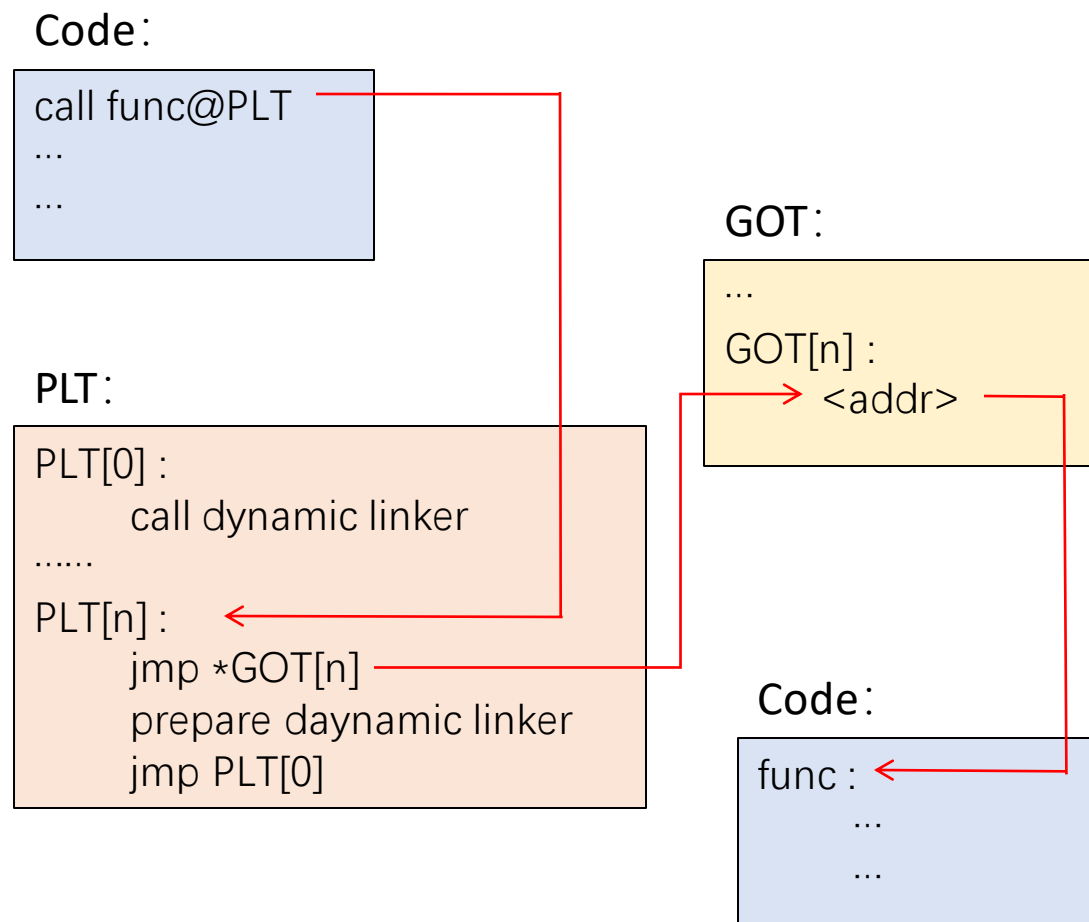 Code：
call func@PLT
...
...
PLT：
PLT[0] :
call dynamic linker
......
PLT[n] :
jmp *GOT[n]
prepare daynamic linker
jmp PLT[0]
GOT：
...
GOT[n] :
<addr>
Code：
func :
...
...